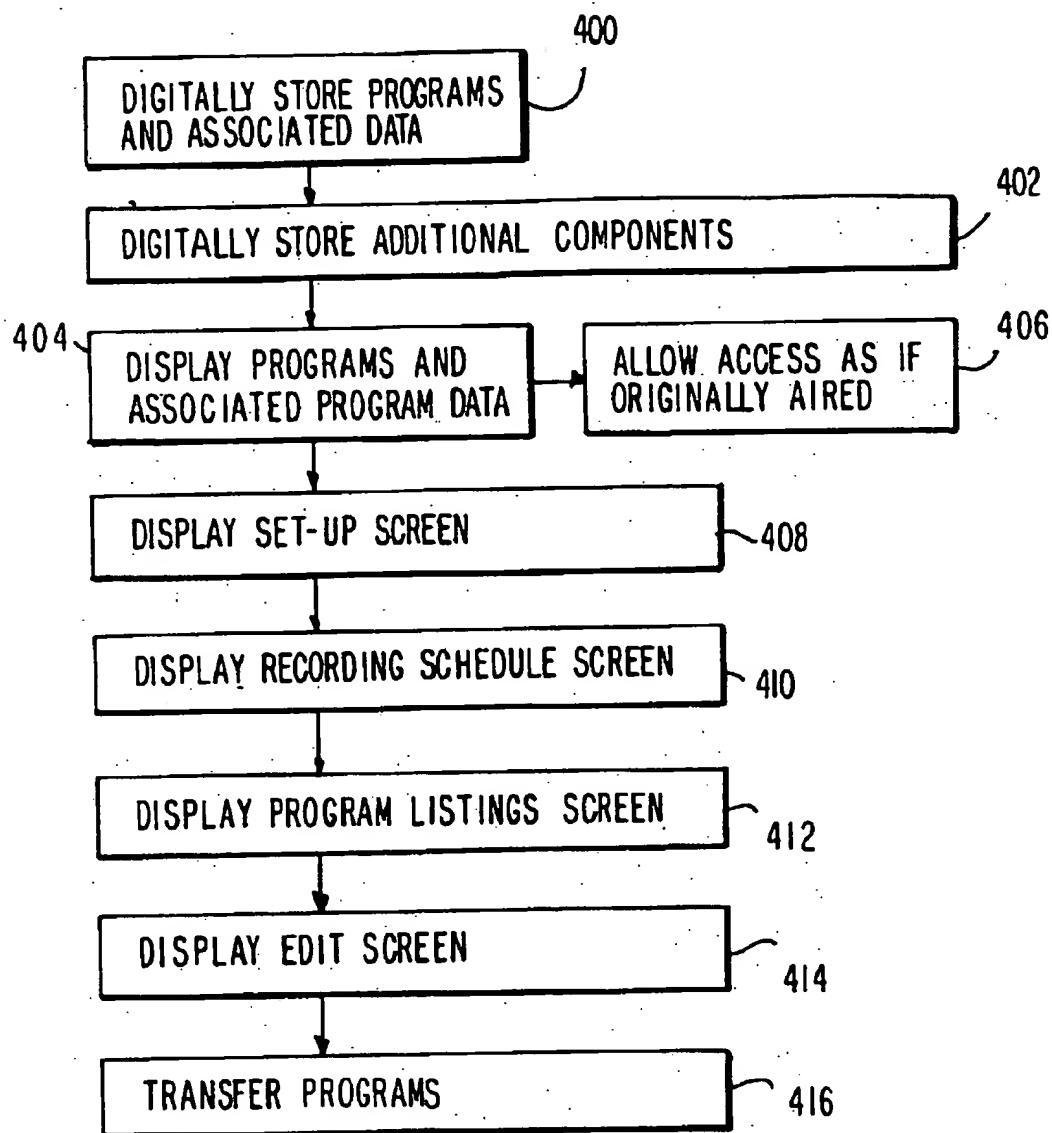 400
DIGITALLY STORE PROGRAMS
AND ASSOCIATED DATA
402
DIGITALLY STORE ADDITIONAL COMPONENTS
404
DISPLAY PROGRAMS AND
ASSOCIATED PROGRAM DATA
406
ALLOW ACCESS AS IF
ORIGINALLY AIRED
DISPLAY SET-UP SCREEN
408
DISPLAY RECORDING SCHEDULE SCREEN
410
DISPLAY PROGRAM LISTINGS SCREEN
412
DISPLAY EDIT SCREEN
414
TRANSFER PROGRAMS
416